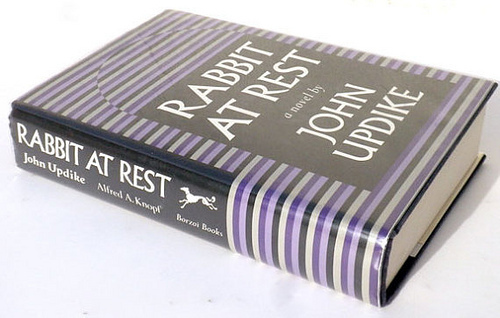 RABBIT
AT REST
a novel by
JOHN
UPDIKE
RABBIT AT REST
John Updike
Alfred A. Knopf
Borzoi Books